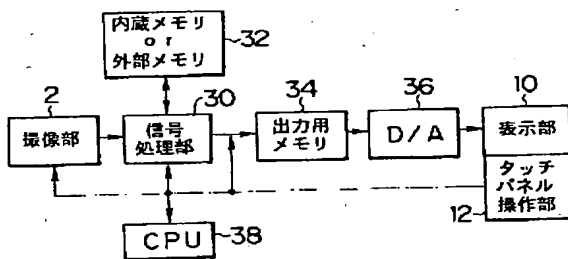 内蔵メモリ
or
外部メモリ
32
2
撮像部
30
信号
処理部
34
出力用
メモリ
36
D/A
10
表示部
タッチ
パネル
操作部
12
CPU
38